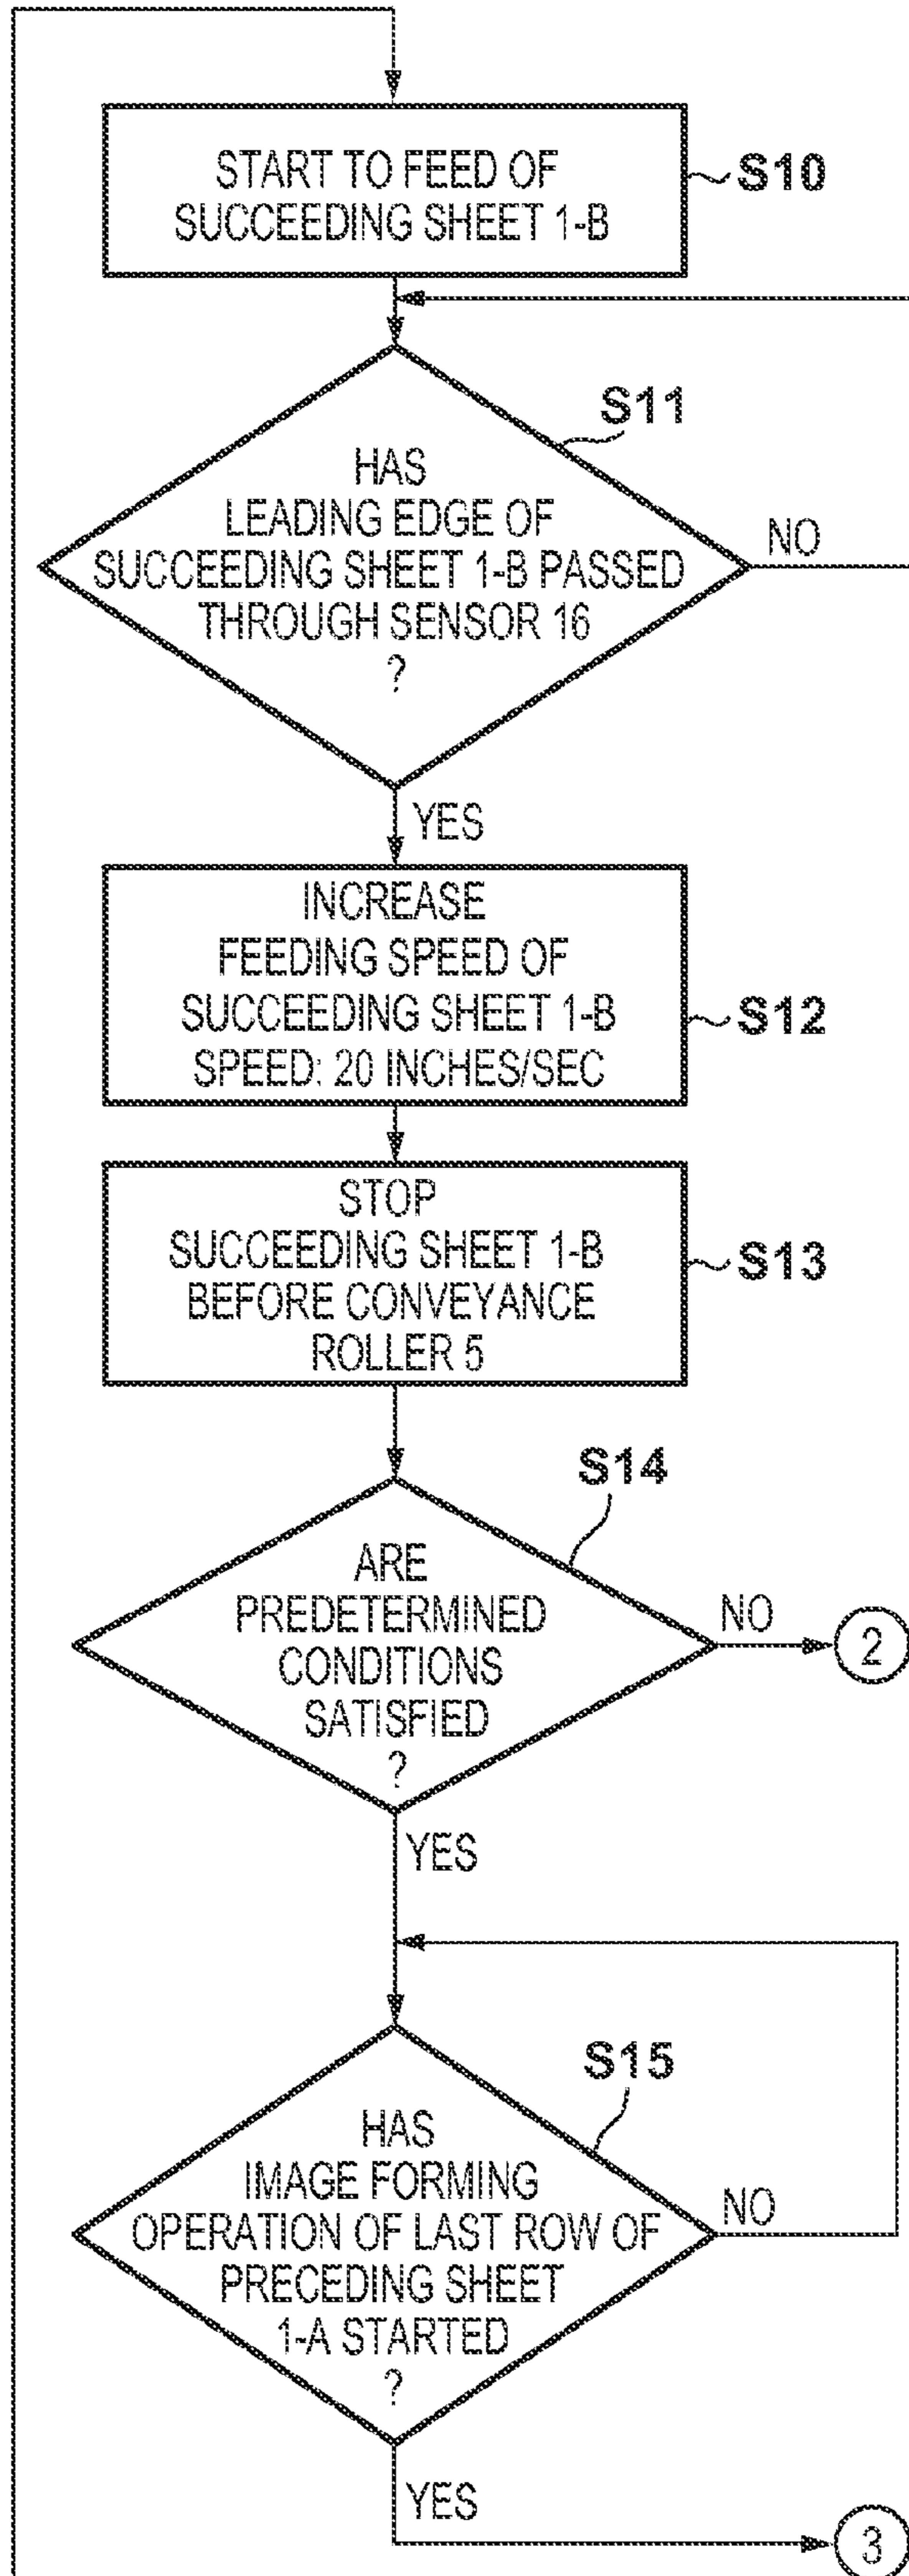 START TO FEED OF
SUCCEEDING SHEET 1-B
S10
S11
HAS
LEADING EDGE OF
SUCCEEDING SHEET 1-B PASSED
THROUGH SENSOR 16
?
NO
YES
INCREASE
FEEDING SPEED OF
SUCCEEDING SHEET 1-B
SPEED: 20 INCHES/SEC
S12
STOP
SUCCEEDING SHEET 1-B
BEFORE CONVEYANCE
ROLLER 5
S13
S14
ARE
PREDETERMINED
CONDITIONS
SATISFIED
?
NO
2
YES
S15
HAS
IMAGE FORMING
OPERATION OF LAST ROW OF
PRECEDING SHEET
1-A STARTED
?
NO
YES
3